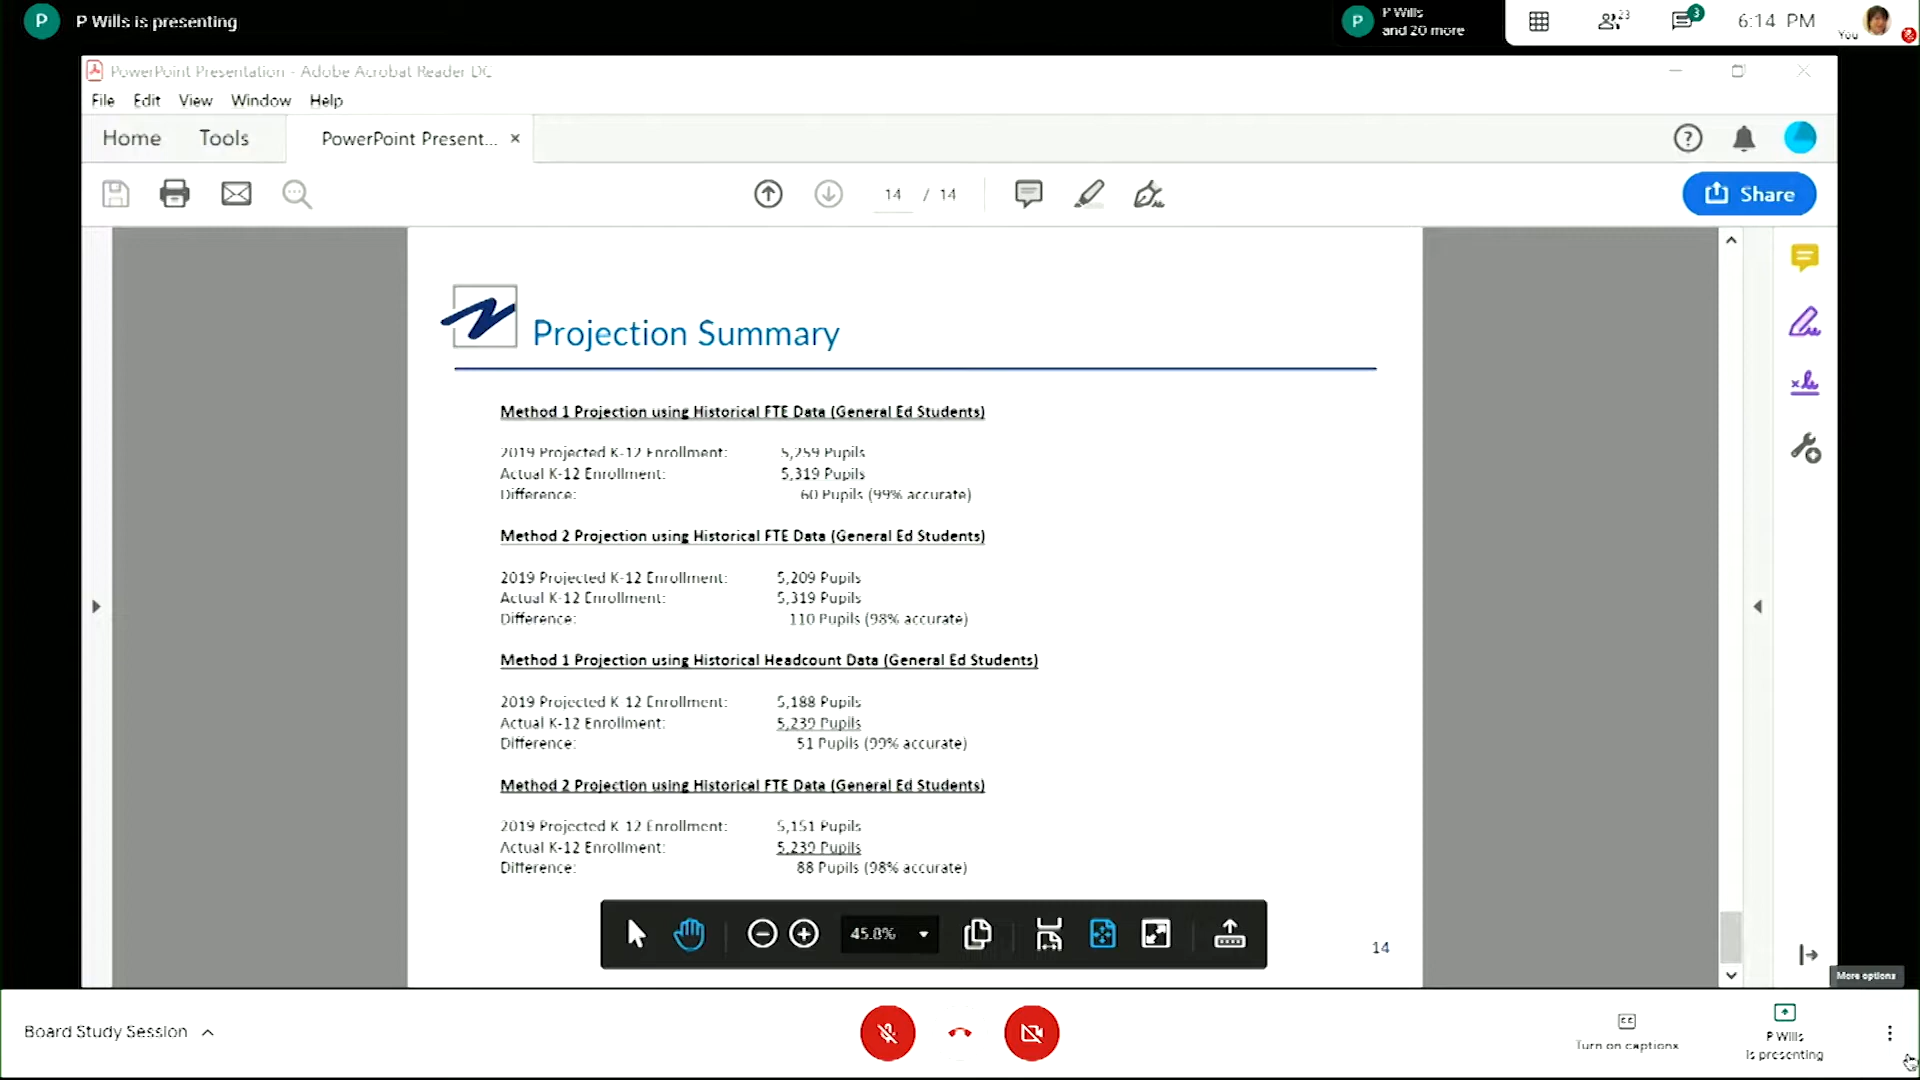 P P Wills is presenting
P P Wills
and 20 more
23
3
6:14 PM
You
PowerPoint Presentation - Adobe Acrobat Reader DC
File Edit View Window Help
Home Tools PowerPoint Present... ×
14 / 14
Share
Projection Summary
Method 1 Projection using Historical FTE Data (General Ed Students)
2019 Projected K-12 Enrollment: 5,259 Pupils
Actual K-12 Enrollment: 5,319 Pupils
Difference: 60 Pupils (99% accurate)
Method 2 Projection using Historical FTE Data (General Ed Students)
2019 Projected K-12 Enrollment: 5,209 Pupils
Actual K-12 Enrollment: 5,319 Pupils
Difference: 110 Pupils (98% accurate)
Method 1 Projection using Historical Headcount Data (General Ed Students)
2019 Projected K-12 Enrollment: 5,188 Pupils
Actual K-12 Enrollment: 5,239 Pupils
Difference: 51 Pupils (99% accurate)
Method 2 Projection using Historical FTE Data (General Ed Students)
2019 Projected K-12 Enrollment: 5,151 Pupils
Actual K-12 Enrollment: 5,239 Pupils
Difference: 88 Pupils (98% accurate)
45.8%
14
More options
Board Study Session
CC
Turn on captions
P Wills
is presenting